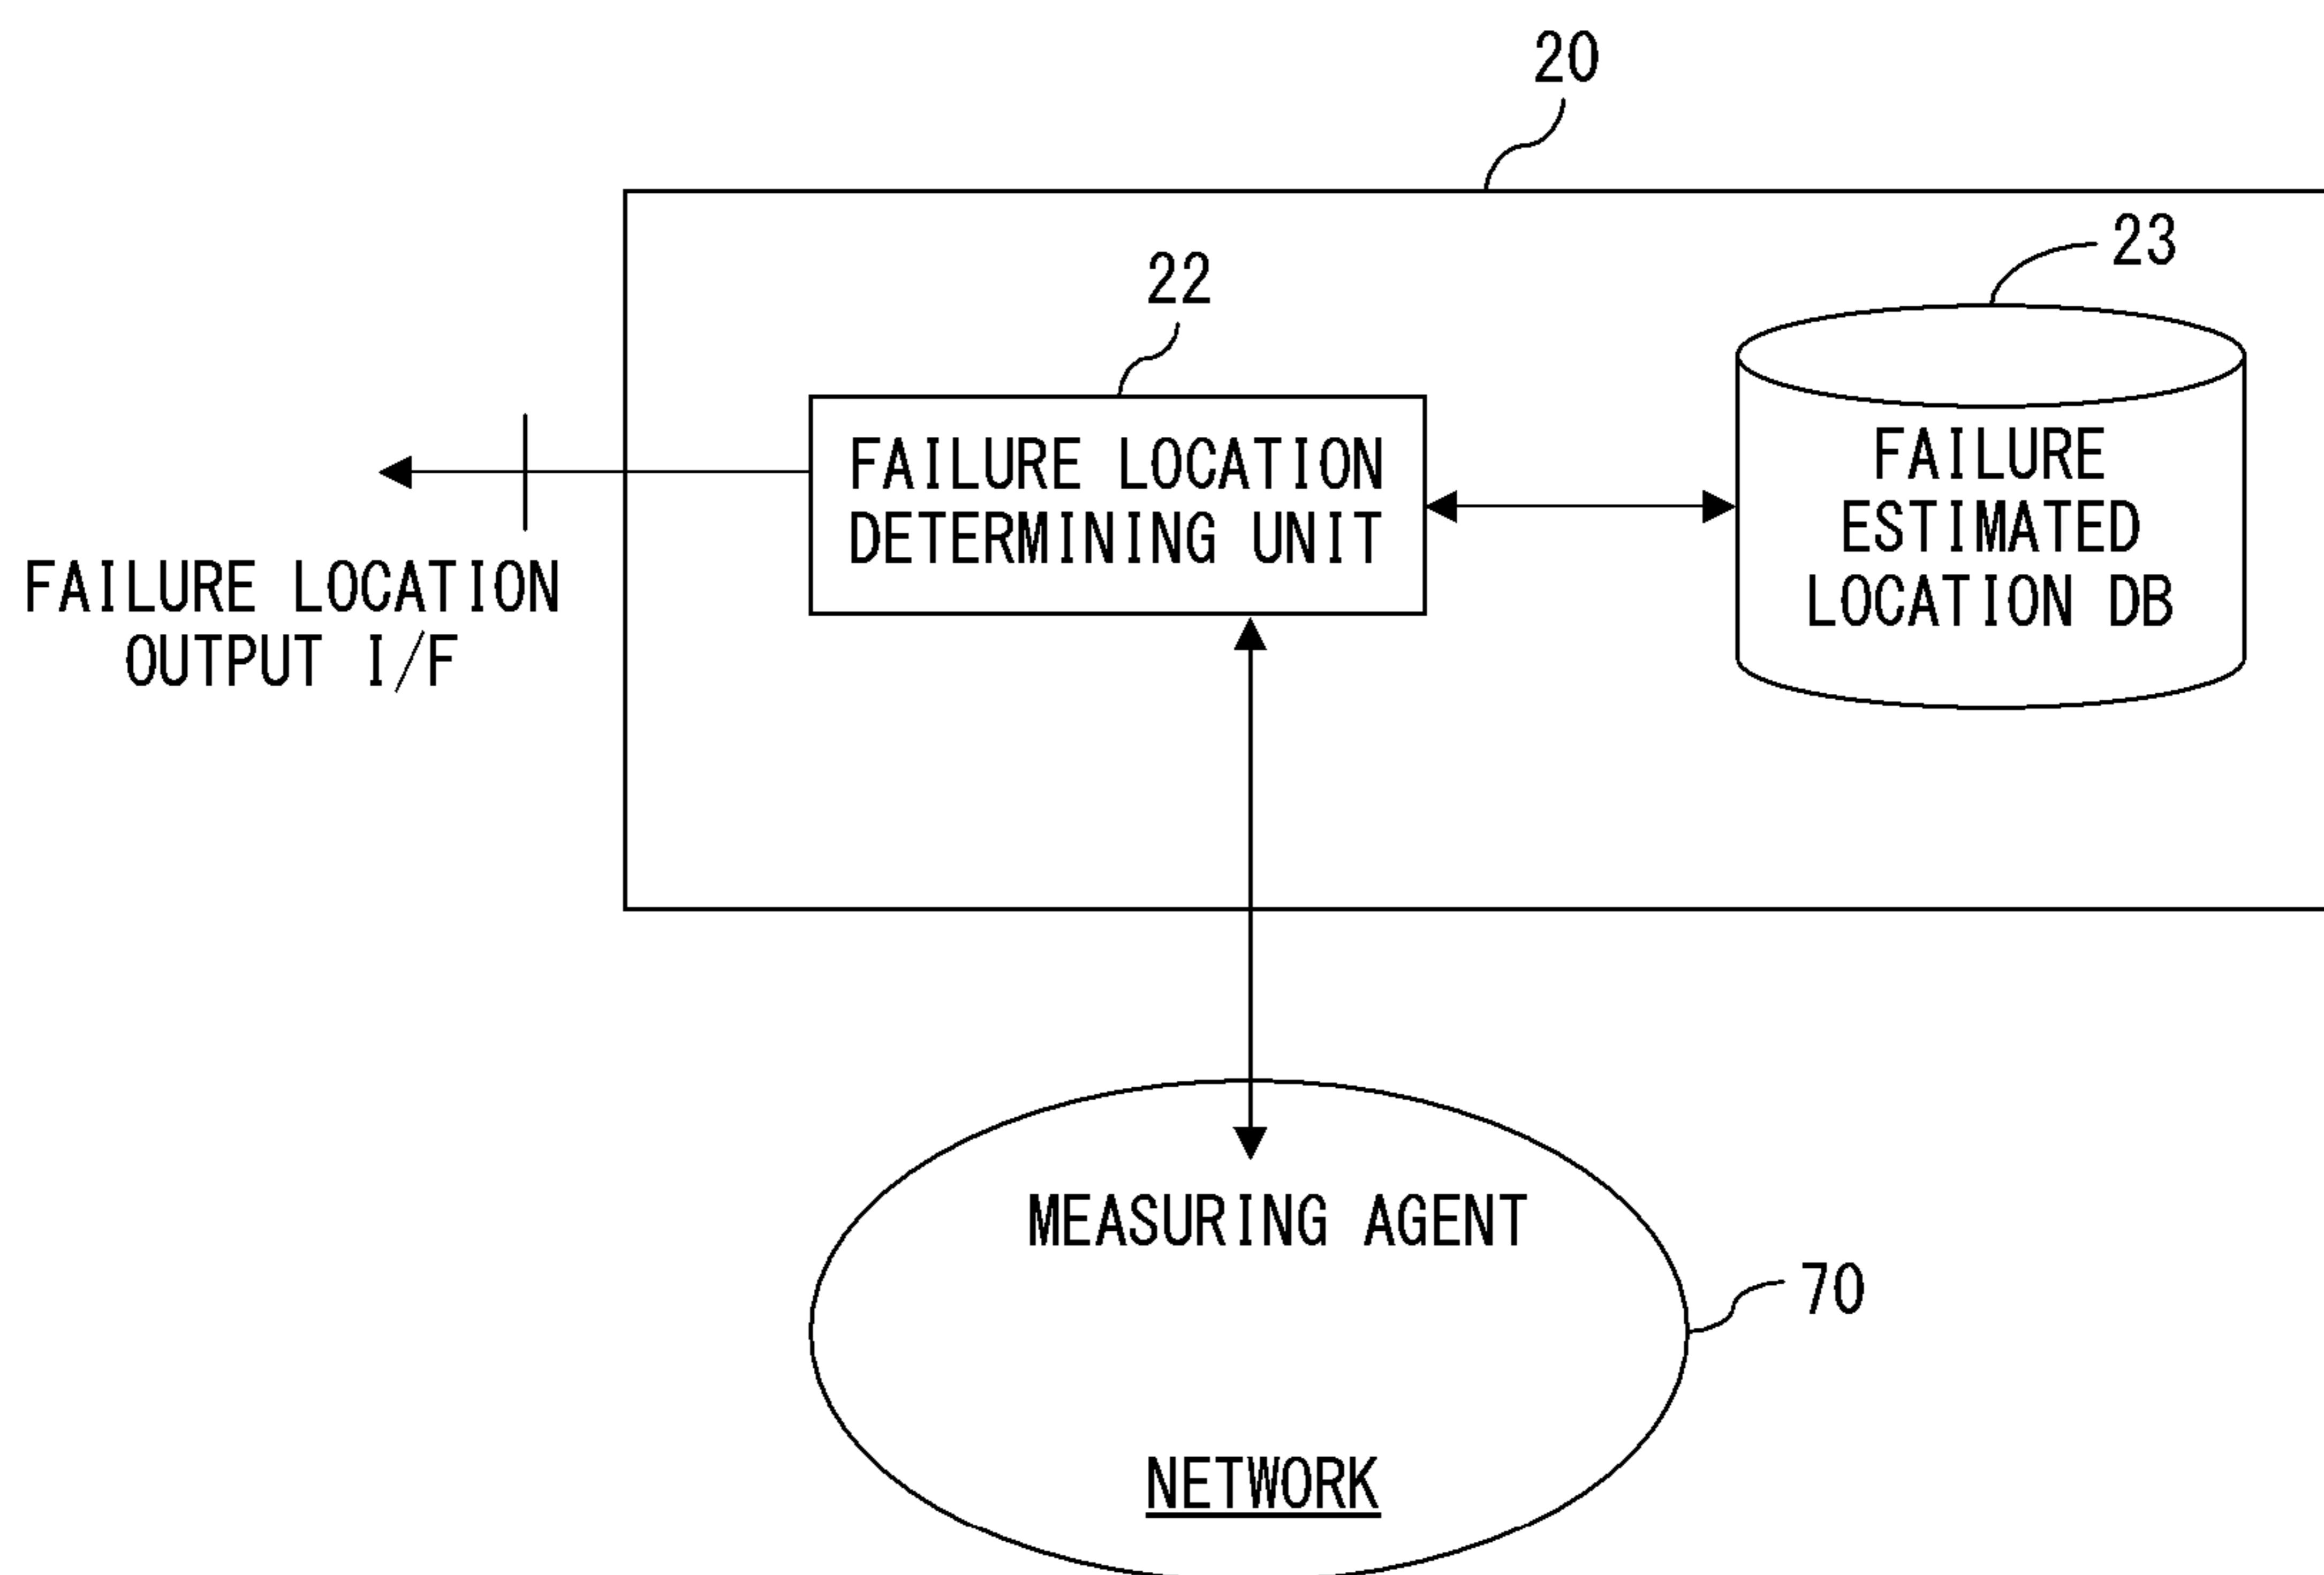 20
23
22
FAILURE LOCATION
DETERMINING UNIT
FAILURE
ESTIMATED
LOCATION DB
FAILURE LOCATION
OUTPUT I/F
MEASURING AGENT
70
NETWORK